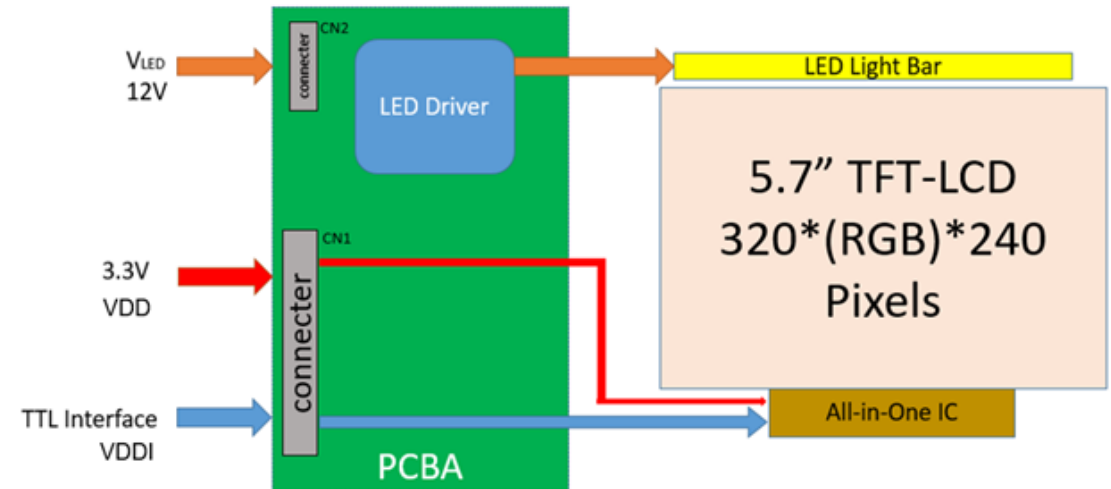 V_LED
12V
connecter
CN2
LED Driver
LED Light Bar
5.7” TFT-LCD
320*(RGB)*240
Pixels
3.3V
VDD
connecter
CN1
TTL Interface
VDDI
All-in-One IC
PCBA